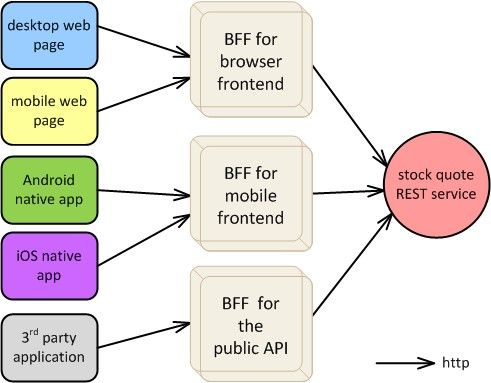 desktop web
page
mobile web
page
Android
native app
iOS native
app
3rd party
application
BFF for
browser
frontend
BFF for
mobile
frontend
BFF for
the
public API
stock quote
REST service
http